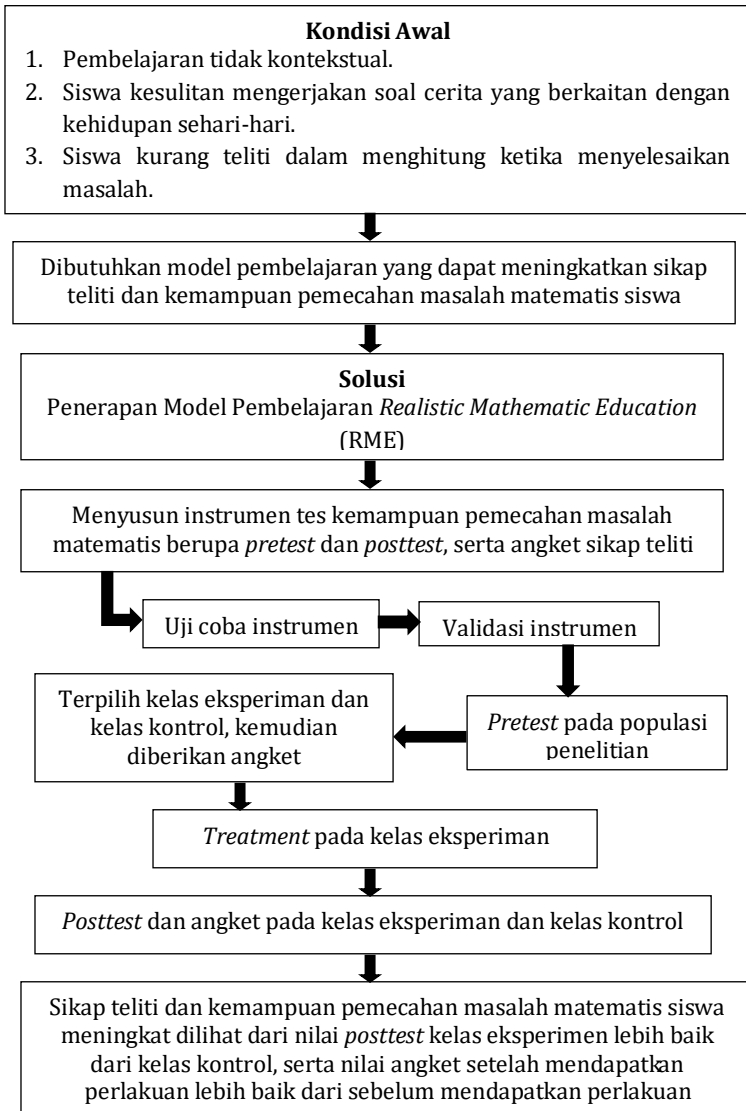 Kondisi Awal
1. Pembelajaran tidak kontekstual.
2. Siswa kesulitan mengerjakan soal cerita yang berkaitan dengan
kehidupan sehari-hari.
3. Siswa kurang teliti dalam menghitung ketika menyelesaikan
masalah.
Dibutuhkan model pembelajaran yang dapat meningkatkan sikap
teliti dan kemampuan pemecahan masalah matematis siswa
Solusi
Penerapan Model Pembelajaran Realistic Mathematic Education
(RME)
Menyusun instrumen tes kemampuan pemecahan masalah
matematis berupa pretest dan posttest, serta angket sikap teliti
Uji coba instrumen
Validasi instrumen
Pretest pada populasi
penelitian
Terpilih kelas eksperiman dan
kelas kontrol, kemudian
diberikan angket
Treatment pada kelas eksperiman
Posttest dan angket pada kelas eksperiman dan kelas kontrol
Sikap teliti dan kemampuan pemecahan masalah matematis siswa
meningkat dilihat dari nilai posttest kelas eksperimen lebih baik
dari kelas kontrol, serta nilai angket setelah mendapatkan
perlakuan lebih baik dari sebelum mendapatkan perlakuan